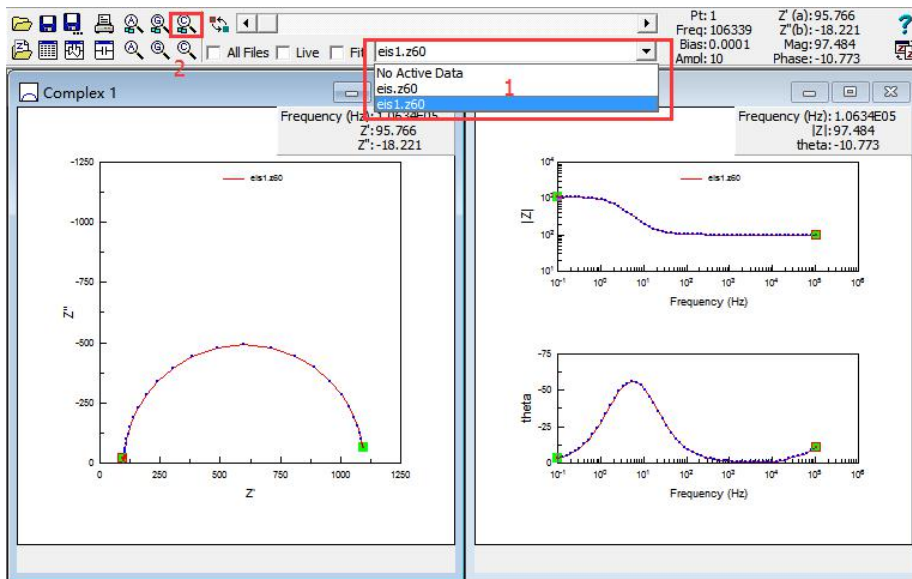 Pt: 1
Freq: 106339
Bias: 0.0001
Ampl: 10
Z' (a): 95.766
Z"(b): -18.221
Mag: 97.484
Phase: -10.773
?
A G C
A G C
2
All Files
Live
Fit
eis1.z60
No Active Data
eis.z60
eis1.z60
1
Complex 1
Frequency (Hz): 1.0634E05
Z': 95.766
Z": -18.221
eis1.z60
-1250
-1000
-750
-500
-250
0
Z"
0 250 500 750 1000 1250
Z'
Frequency (Hz): 1.0634E05
|Z|: 97.484
theta: -10.773
eis1.z60
10⁴
10³
10²
10¹
|Z|
10⁻¹ 10⁰ 10¹ 10² 10³ 10⁴ 10⁵ 10⁶
Frequency (Hz)
-75
-50
-25
0
theta
10⁻¹ 10⁰ 10¹ 10² 10³ 10⁴ 10⁵ 10⁶
Frequency (Hz)